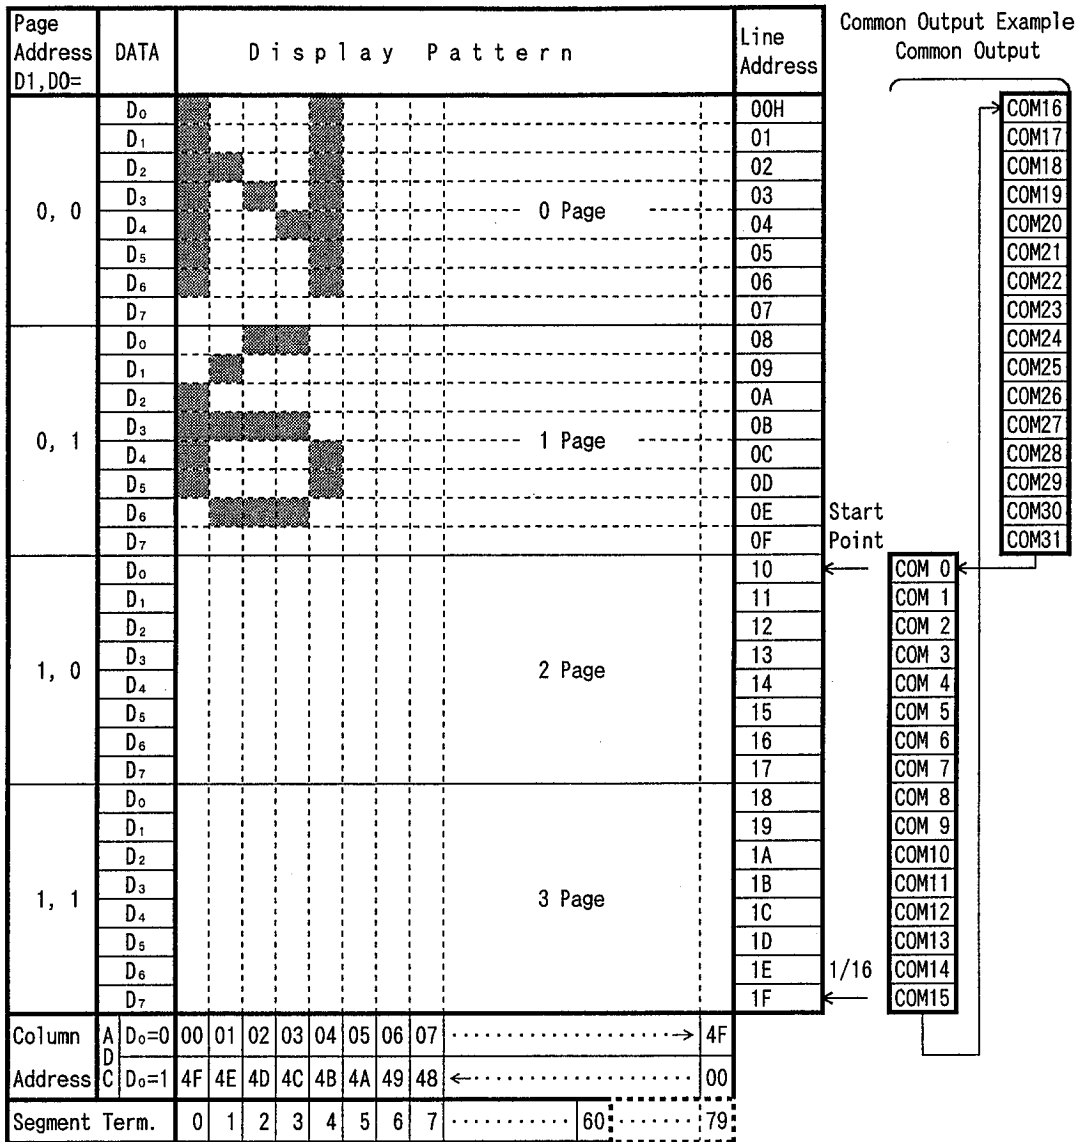 Page Address D1,D0= DATA Display Pattern Line Address
Common Output Example
Common Output
D₀ 00H COM16
D₁ 01 COM17
D₂ 02 COM18
D₃ 03 COM19
0, 0 0 Page
D₄ 04 COM20
D₅ 05 COM21
D₆ 06 COM22
D₇ 07 COM23
D₀ 08 COM24
D₁ 09 COM25
D₂ 0A COM26
D₃ 0B COM27
0, 1 1 Page
D₄ 0C COM28
D₅ 0D COM29
D₆ 0E Start COM30
D₇ 0F Point COM31
D₀ 10 COM 0
D₁ 11 COM 1
D₂ 12 COM 2
D₃ 13 COM 3
1, 0 2 Page
D₄ 14 COM 4
D₅ 15 COM 5
D₆ 16 COM 6
D₇ 17 COM 7
D₀ 18 COM 8
D₁ 19 COM 9
D₂ 1A COM10
D₃ 1B COM11
1, 1 3 Page
D₄ 1C COM12
D₅ 1D COM13
D₆ 1E 1/16 COM14
D₇ 1F COM15
Column Address ADC
D₀=0 00 01 02 03 04 05 06 07 4F
D₀=1 4F 4E 4D 4C 4B 4A 49 48 00
Segment Term. 0 1 2 3 4 5 6 7 60 79